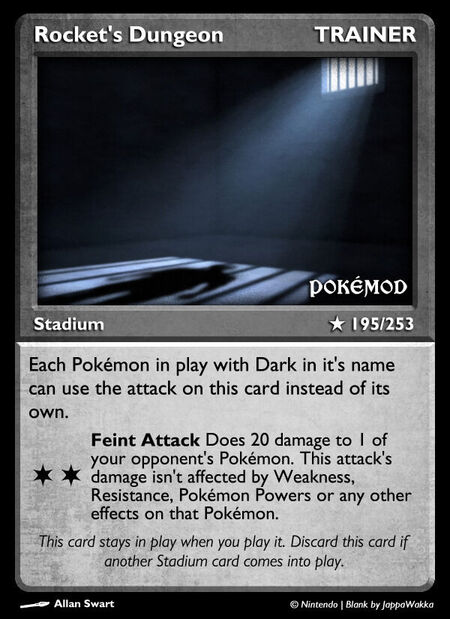 Rocket's Dungeon TRAINER
POKÉMOD
Stadium ★ 195/253
Each Pokémon in play with Dark in it's name
can use the attack on this card instead of its
own.
Feint Attack Does 20 damage to 1 of
your opponent's Pokémon. This attack's
damage isn't affected by Weakness,
Resistance, Pokémon Powers or any other
effects on that Pokémon.
This card stays in play when you play it. Discard this card if
another Stadium card comes into play.
Allan Swart © Nintendo | Blank by JappaWakka